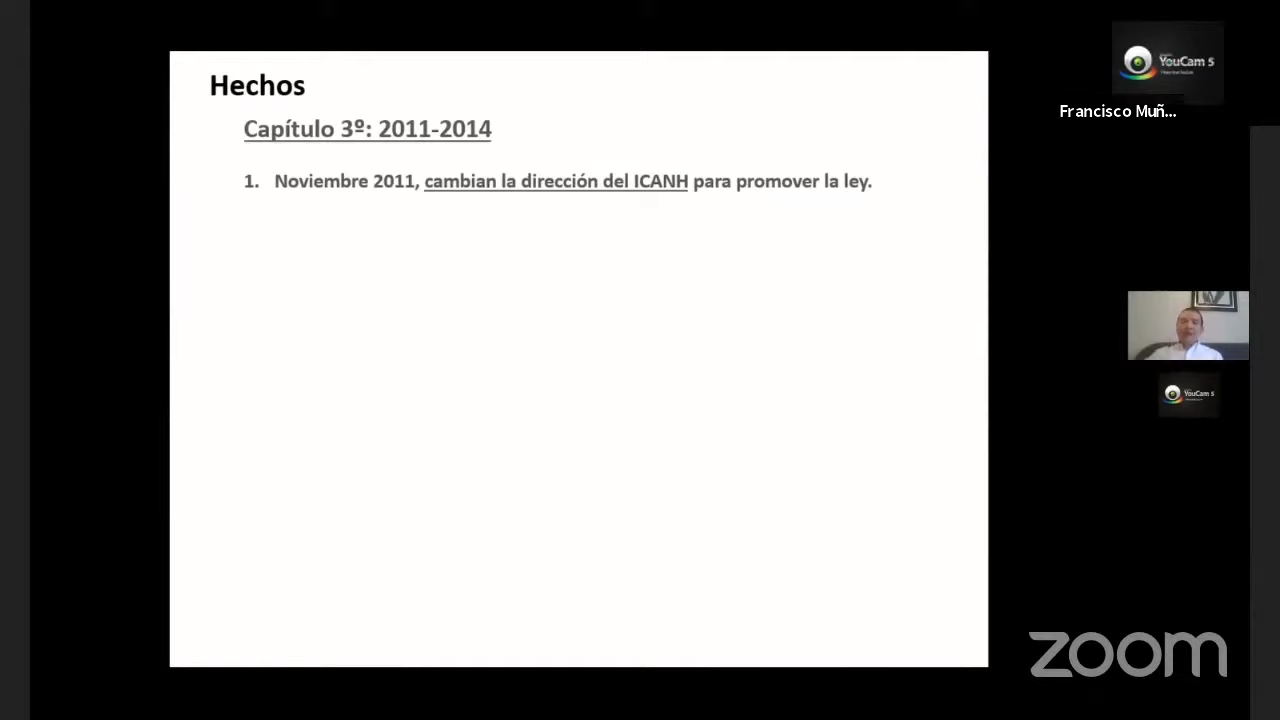 Hechos
Capítulo 3º: 2011-2014
1. Noviembre 2011, cambian la dirección del ICANH para promover la ley.
YouCam 5
Francisco Muñ...
YouCam 5
zoom